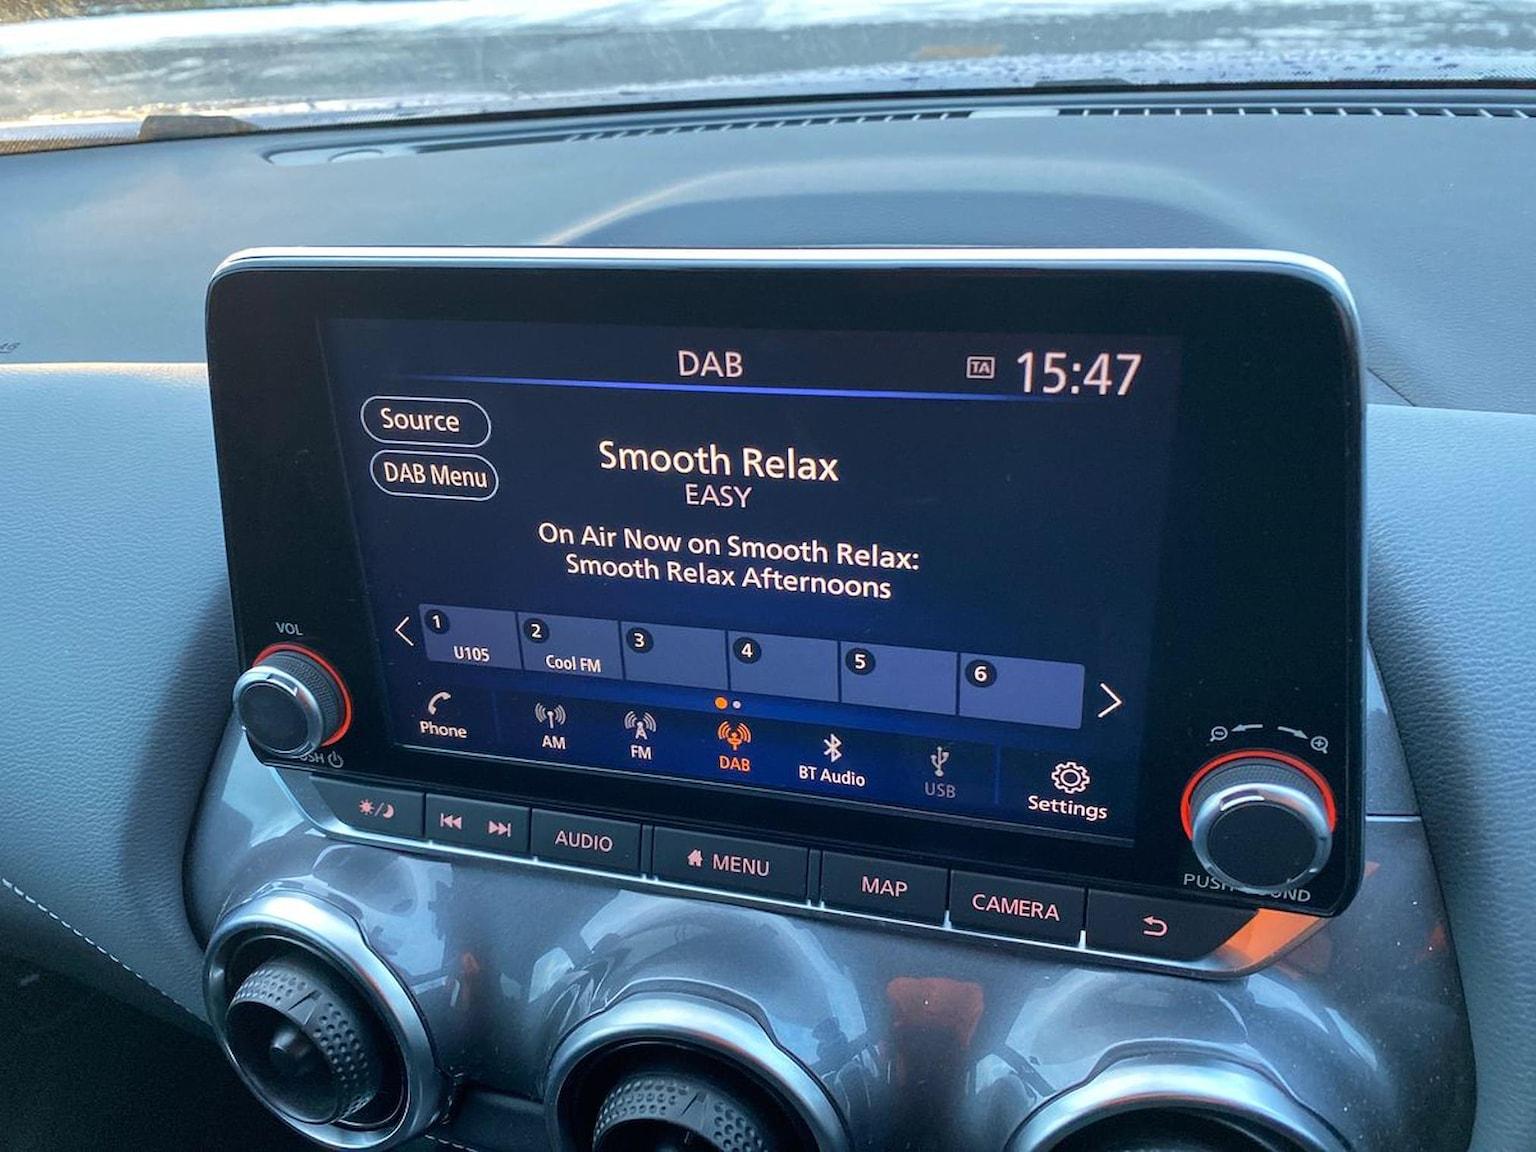 DAB
TA 15:47
Source
DAB Menu
Smooth Relax
EASY
On Air Now on Smooth Relax:
Smooth Relax Afternoons
1 2 3 4 5 6
U105 Cool FM
Phone AM FM DAB BT Audio USB Settings
VOL
AUDIO MENU MAP CAMERA